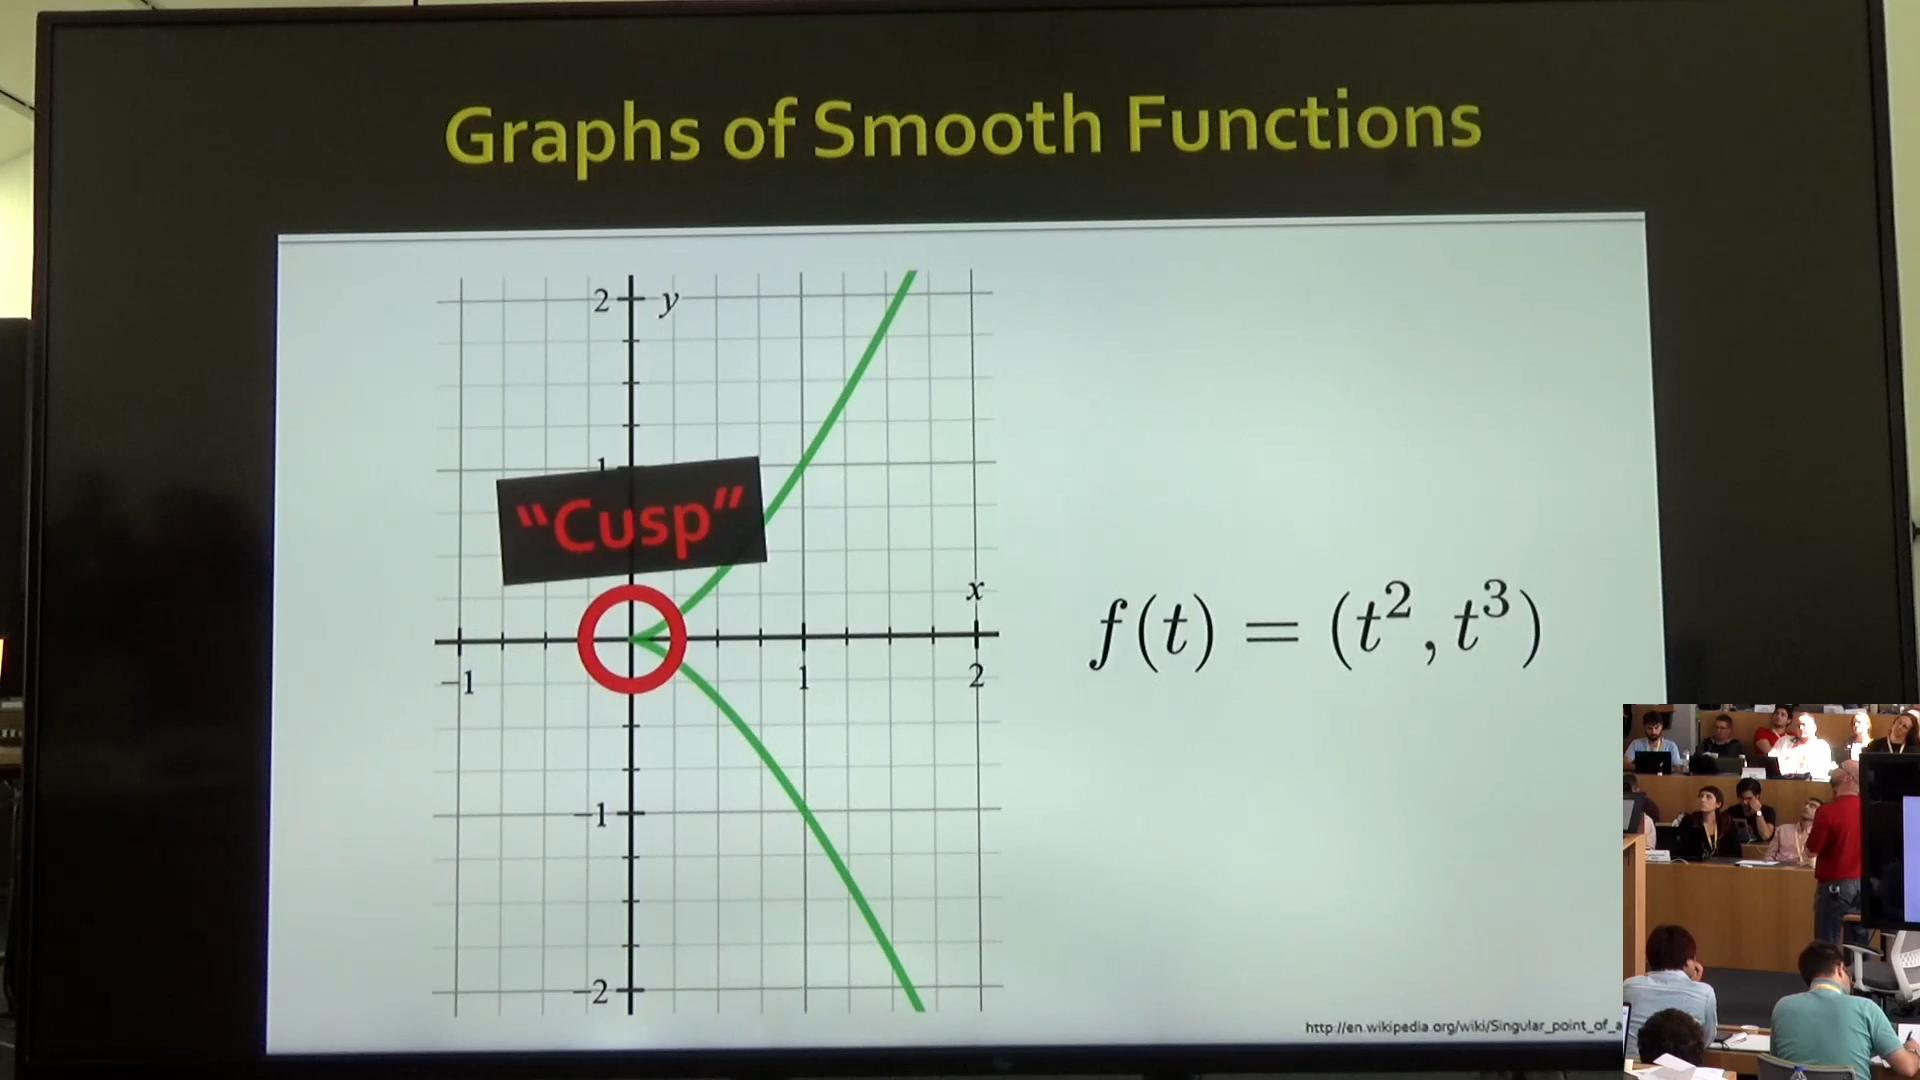 Graphs of Smooth Functions
2 y
1
“Cusp”
x
f(t) = (t², t³)
−1 1 2
−1
−2
http://en.wikipedia.org/wiki/Singular_point_of_a